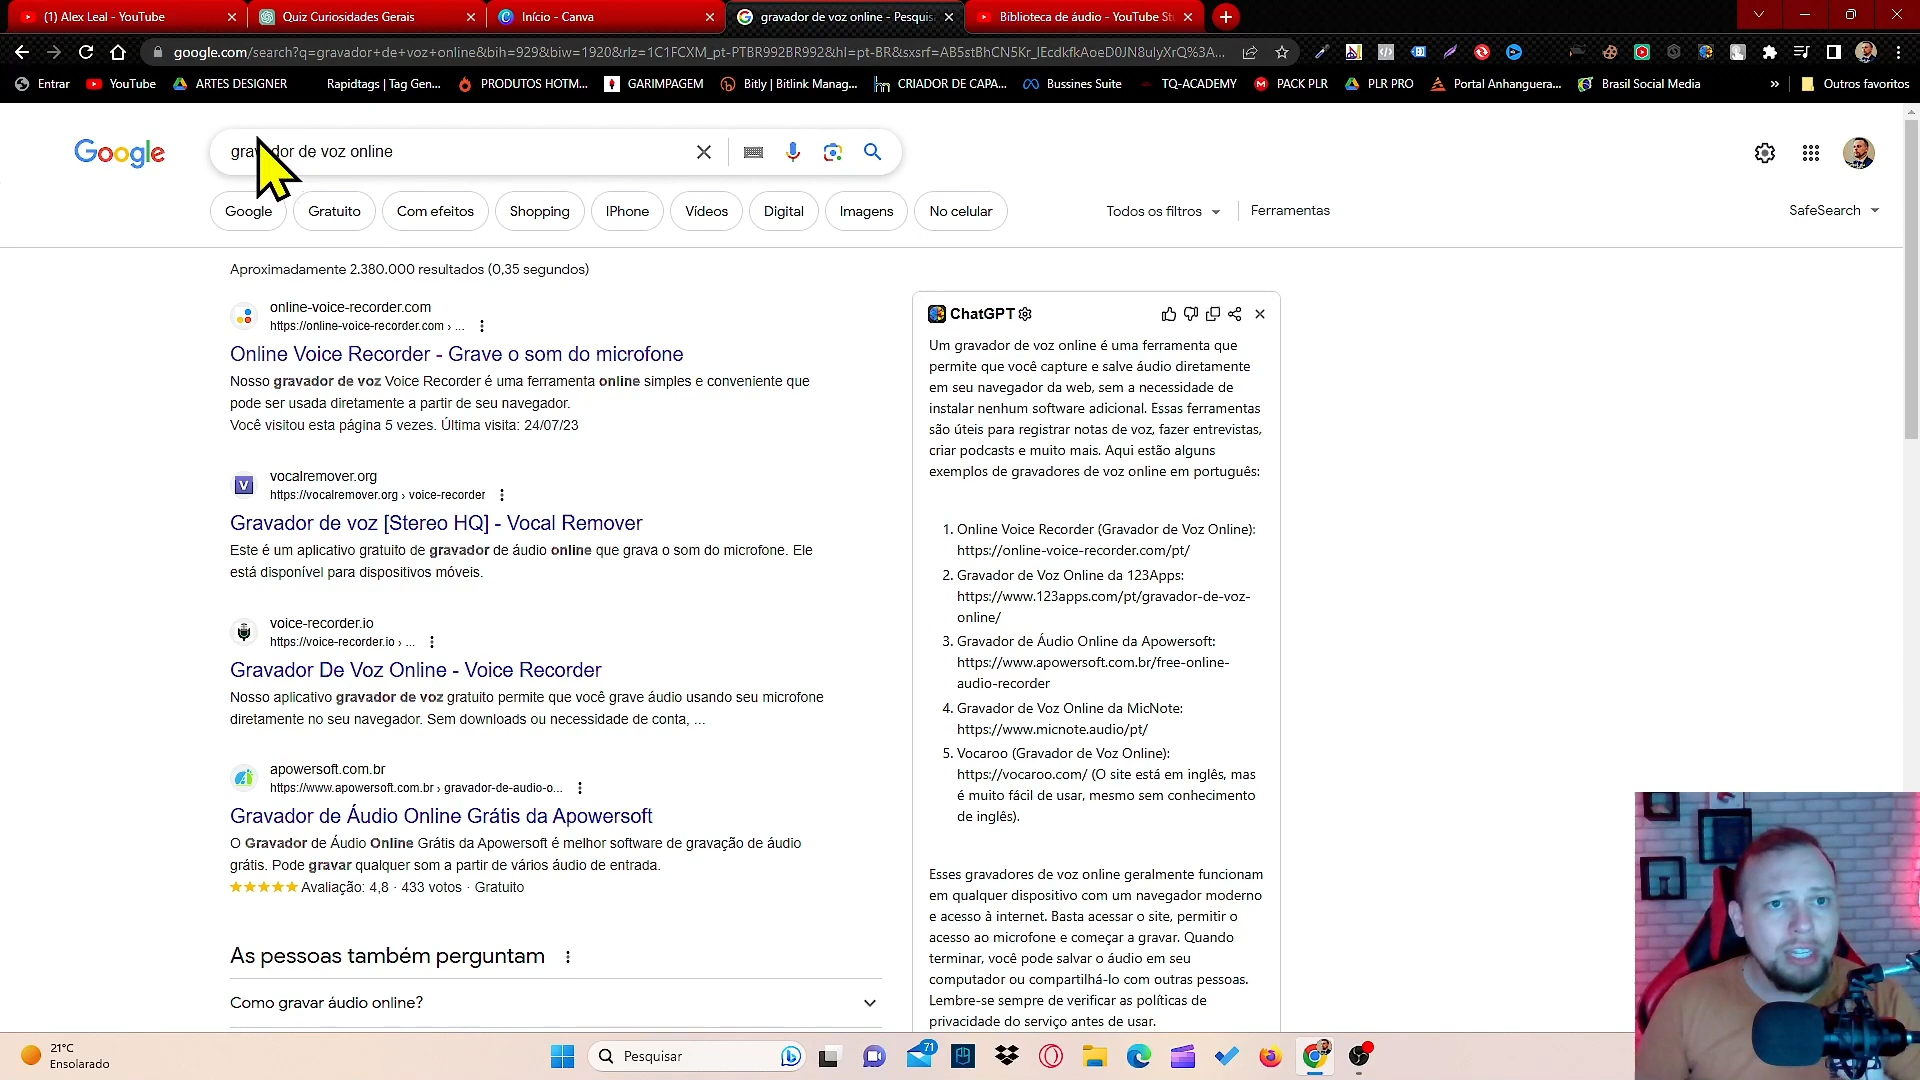 (1) Alex Leal - YouTube
Quiz Curiosidades Gerais
Início - Canva
gravador de voz online - Pesquis
Biblioteca de áudio - YouTube St
google.com/search?q=gravador+de+voz+online&bih=929&biw=1920&rlz=1C1FCXM_pt-PTBR992BR992&hl=pt-BR&sxsrf=AB5stBhCN5Kr_IEcdkfkAoeD0JN8ulyXrQ%3A...
Entrar
YouTube
ARTES DESIGNER
Rapidtags | Tag Gen...
PRODUTOS HOTM...
GARIMPAGEM
Bitly | Bitlink Manag...
CRIADOR DE CAPA...
Bussines Suite
TQ-ACADEMY
PACK PLR
PLR PRO
Portal Anhanguera...
Brasil Social Media
»
Outros favoritos
Google
gravador de voz online
Google
Gratuito
Com efeitos
Shopping
IPhone
Vídeos
Digital
Imagens
No celular
Todos os filtros
Ferramentas
SafeSearch
Aproximadamente 2.380.000 resultados (0,35 segundos)
online-voice-recorder.com
https://online-voice-recorder.com › ...
Online Voice Recorder - Grave o som do microfone
Nosso gravador de voz Voice Recorder é uma ferramenta online simples e conveniente que
pode ser usada diretamente a partir de seu navegador.
Você visitou esta página 5 vezes. Última visita: 24/07/23
V
vocalremover.org
https://vocalremover.org › voice-recorder
Gravador de voz [Stereo HQ] - Vocal Remover
Este é um aplicativo gratuito de gravador de áudio online que grava o som do microfone. Ele
está disponível para dispositivos móveis.
voice-recorder.io
https://voice-recorder.io › ...
Gravador De Voz Online - Voice Recorder
Nosso aplicativo gravador de voz gratuito permite que você grave áudio usando seu microfone
diretamente no seu navegador. Sem downloads ou necessidade de conta, ...
apowersoft.com.br
https://www.apowersoft.com.br › gravador-de-audio-o...
Gravador de Áudio Online Grátis da Apowersoft
O Gravador de Áudio Online Grátis da Apowersoft é melhor software de gravação de áudio
grátis. Pode gravar qualquer som a partir de vários áudio de entrada.
Avaliação: 4,8 · 433 votos · Gratuito
As pessoas também perguntam
Como gravar áudio online?
ChatGPT
Um gravador de voz online é uma ferramenta que
permite que você capture e salve áudio diretamente
em seu navegador da web, sem a necessidade de
instalar nenhum software adicional. Essas ferramentas
são úteis para registrar notas de voz, fazer entrevistas,
criar podcasts e muito mais. Aqui estão alguns
exemplos de gravadores de voz online em português:
1. Online Voice Recorder (Gravador de Voz Online):
https://online-voice-recorder.com/pt/
2. Gravador de Voz Online da 123Apps:
https://www.123apps.com/pt/gravador-de-voz-
online/
3. Gravador de Áudio Online da Apowersoft:
https://www.apowersoft.com.br/free-online-
audio-recorder
4. Gravador de Voz Online da MicNote:
https://www.micnote.audio/pt/
5. Vocaroo (Gravador de Voz Online):
https://vocaroo.com/ (O site está em inglês, mas
é muito fácil de usar, mesmo sem conhecimento
de inglês).
Esses gravadores de voz online geralmente funcionam
em qualquer dispositivo com um navegador moderno
e acesso à internet. Basta acessar o site, permitir o
acesso ao microfone e começar a gravar. Quando
terminar, você pode salvar o áudio em seu
computador ou compartilhá-lo com outras pessoas.
Lembre-se sempre de verificar as políticas de
privacidade do serviço antes de usar.
21°C
Ensolarado
Pesquisar
71